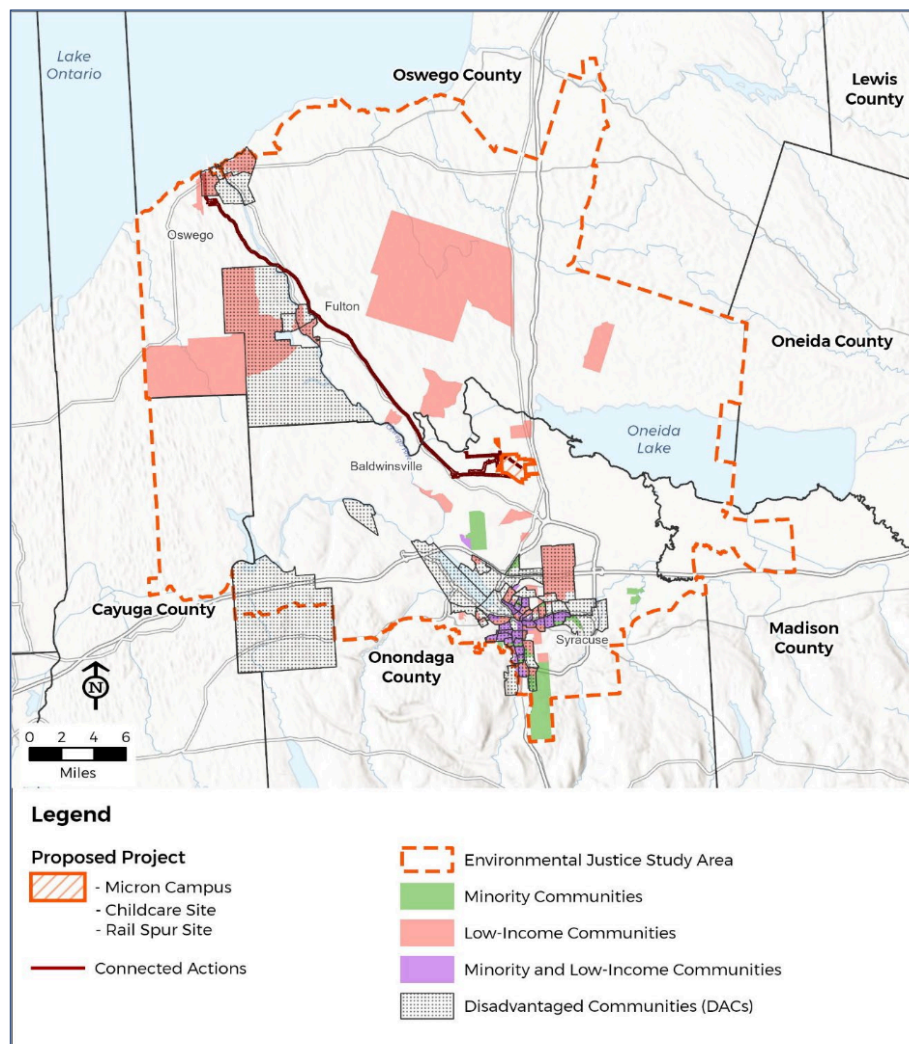 Lake
Ontario
Oswego County
Lewis
County
Oswego
Fulton
Oneida County
Oneida
Lake
Baldwinsville
Cayuga County
Madison
County
Onondaga
County
Syracuse
N
0 2 4 6
Miles
Legend
Proposed Project
- Micron Campus
- Childcare Site
- Rail Spur Site
Connected Actions
Environmental Justice Study Area
Minority Communities
Low-Income Communities
Minority and Low-Income Communities
Disadvantaged Communities (DACs)